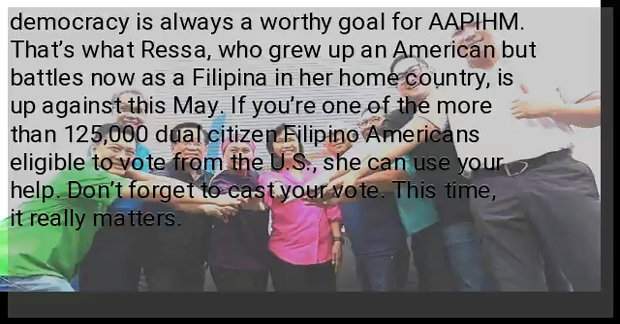 democracy is always a worthy goal for AAPIHM.
That’s what Ressa, who grew up an American but
battles now as a Filipina in her home country, is
up against this May. If you’re one of the more
than 125,000 dual citizen Filipino Americans
eligible to vote from the U.S., she can use your
help. Don’t forget to cast your vote. This time,
it really matters.